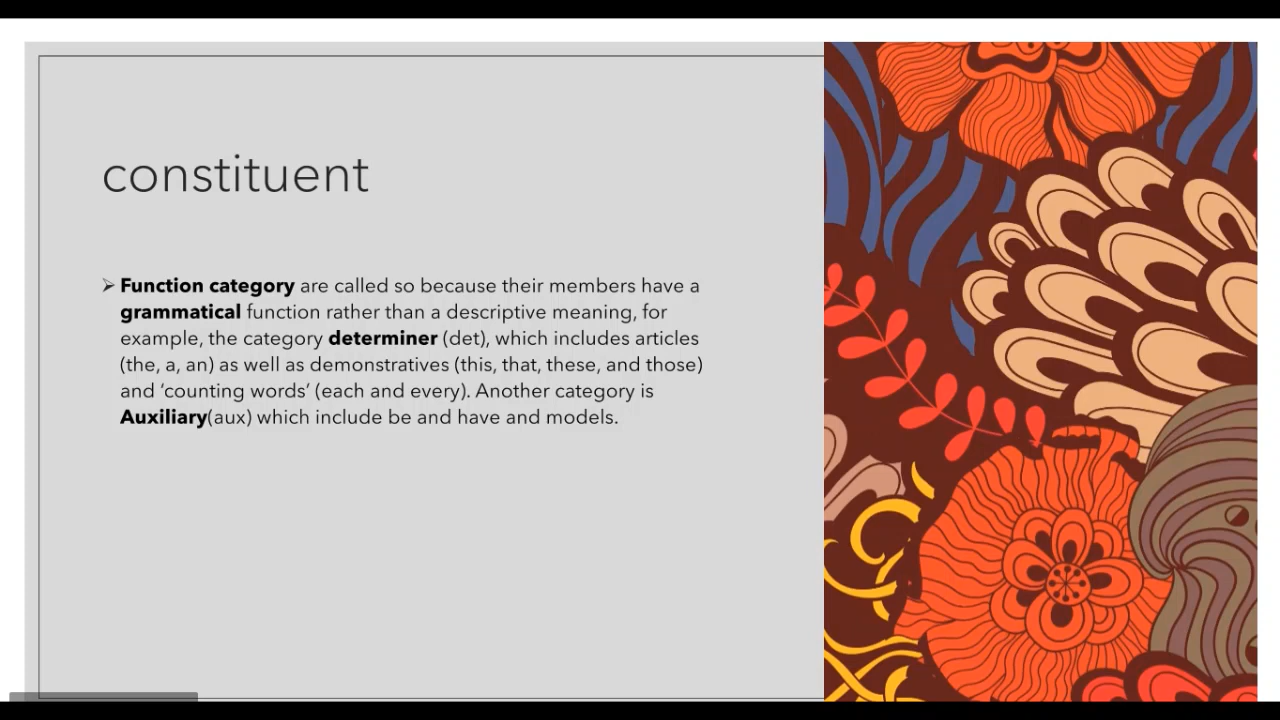 constituent
➢ Function category are called so because their members have a
grammatical function rather than a descriptive meaning, for
example, the category determiner (det), which includes articles
(the, a, an) as well as demonstratives (this, that, these, and those)
and ‘counting words’ (each and every). Another category is
Auxiliary(aux) which include be and have and models.